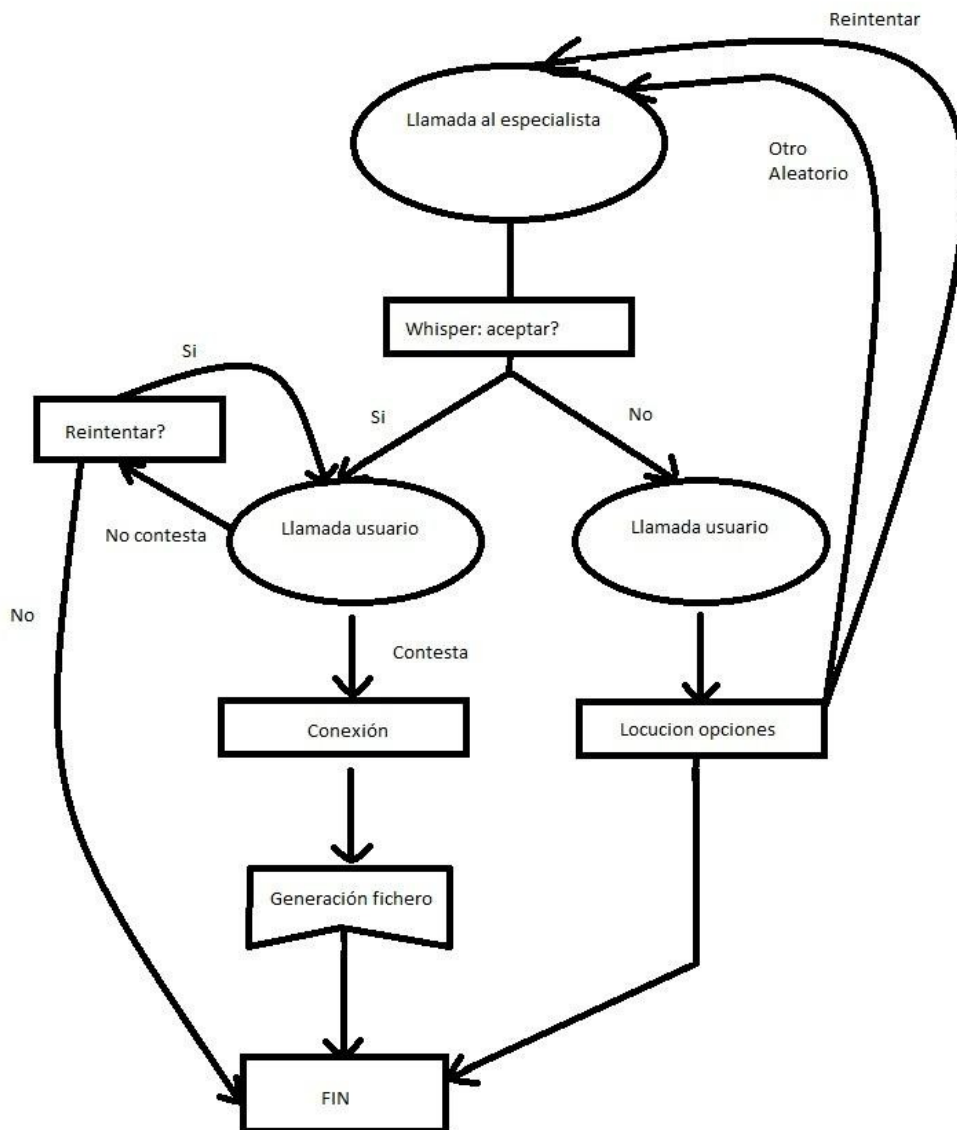 Reintentar
Llamada al especialista
Otro
Aleatorio
Whisper: aceptar?
Si
Reintentar?
Si
No
No contesta
Llamada usuario
Llamada usuario
No
Contesta
Conexión
Locucion opciones
Generación fichero
FIN